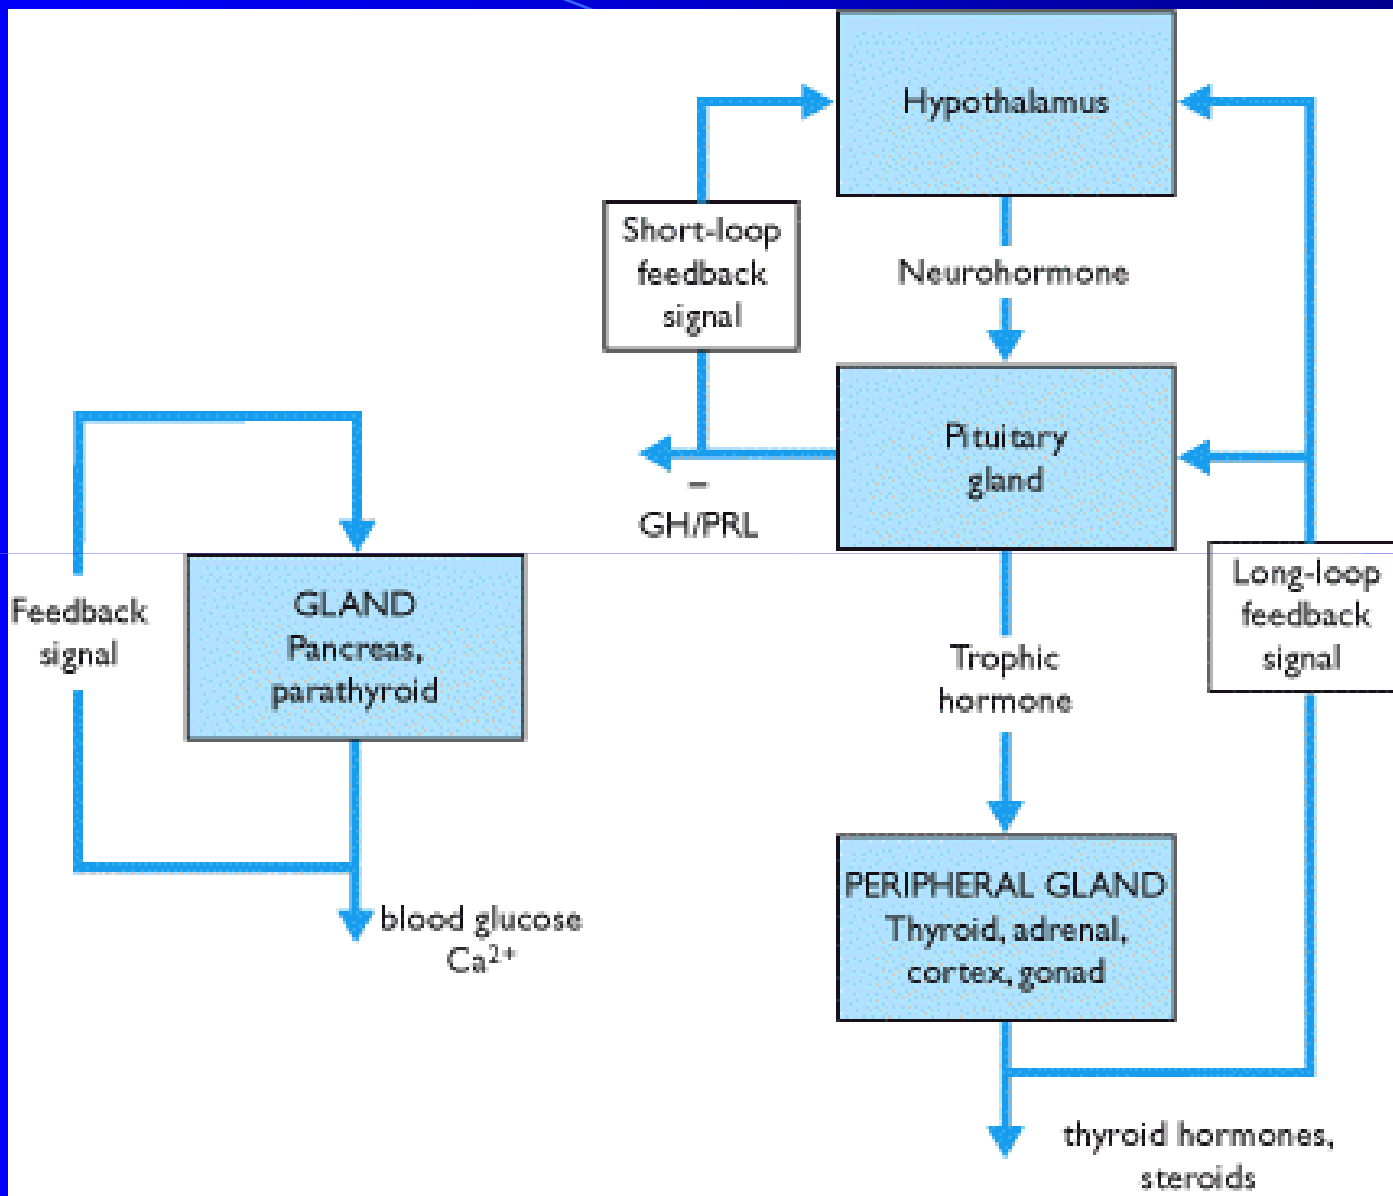 Hypothalamus
Short-loop
feedback
signal
Neurohormone
Pituitary
gland
–
GH/PRL
Feedback
signal
GLAND
Pancreas,
parathyroid
Long-loop
feedback
signal
Trophic
hormone
blood glucose
Ca²⁺
PERIPHERAL GLAND
Thyroid, adrenal,
cortex, gonad
thyroid hormones,
steroids